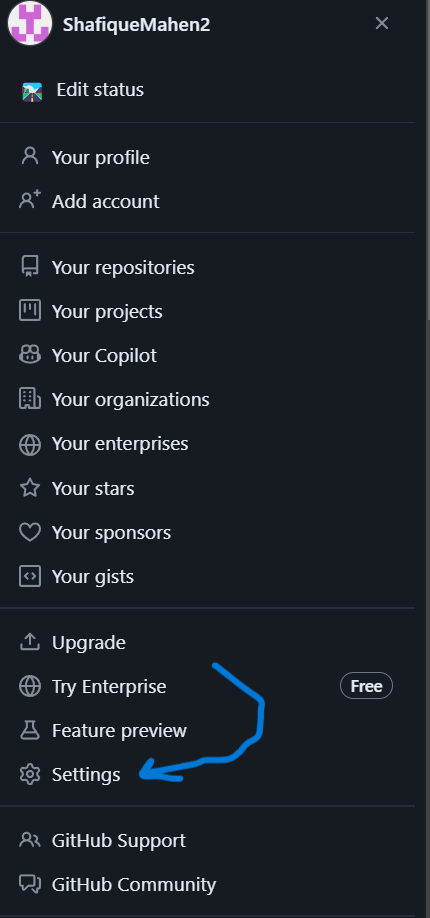 ShafiqueMahen2
Edit status
Your profile
Add account
Your repositories
Your projects
Your Copilot
Your organizations
Your enterprises
Your stars
Your sponsors
Your gists
Upgrade
Try Enterprise Free
Feature preview
Settings
GitHub Support
GitHub Community